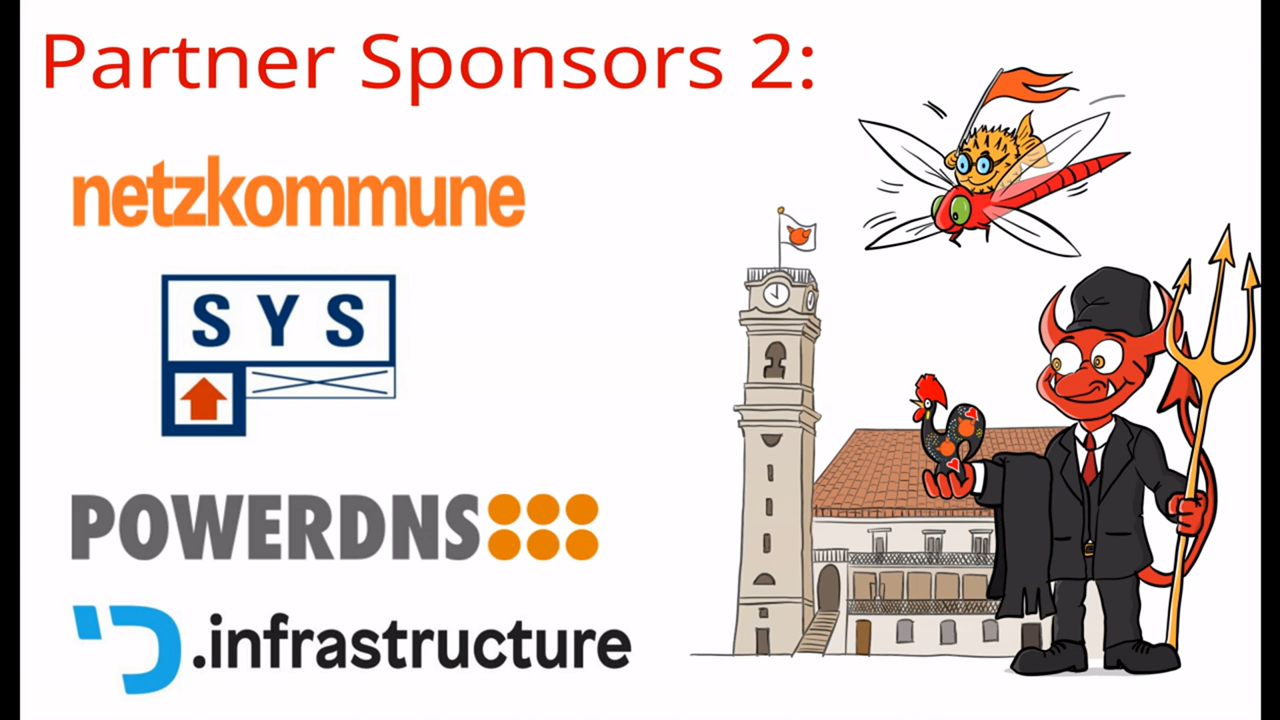 Partner Sponsors 2:
netzkommune
SYS
POWERDNS
.infrastructure